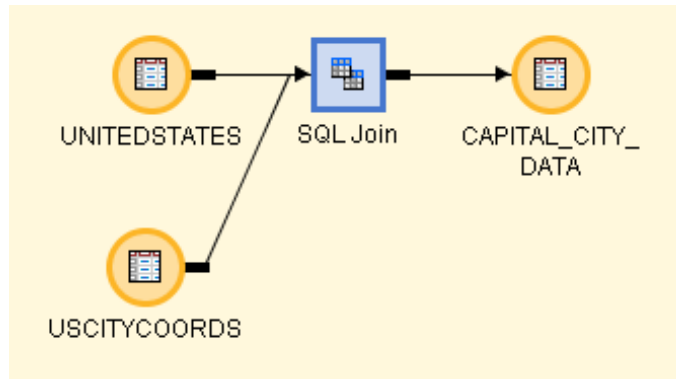 UNITEDSTATES
SQL Join
CAPITAL_CITY_
DATA
USCITYCOORDS